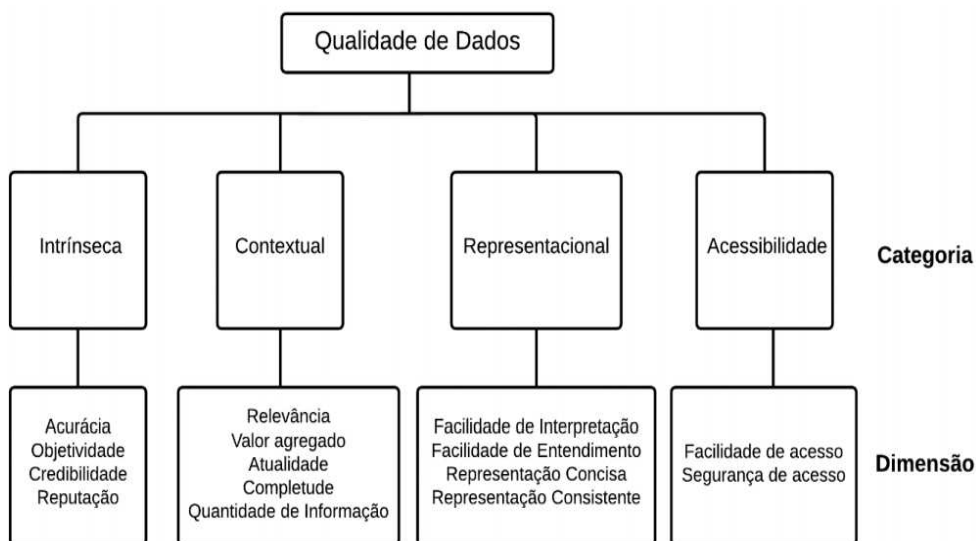 Qualidade de Dados
Intrínseca
Contextual
Representacional
Acessibilidade
Categoria
Acurácia
Objetividade
Credibilidade
Reputação
Relevância
Valor agregado
Atualidade
Completude
Quantidade de Informação
Facilidade de Interpretação
Facilidade de Entendimento
Representação Concisa
Representação Consistente
Facilidade de acesso
Segurança de acesso
Dimensão